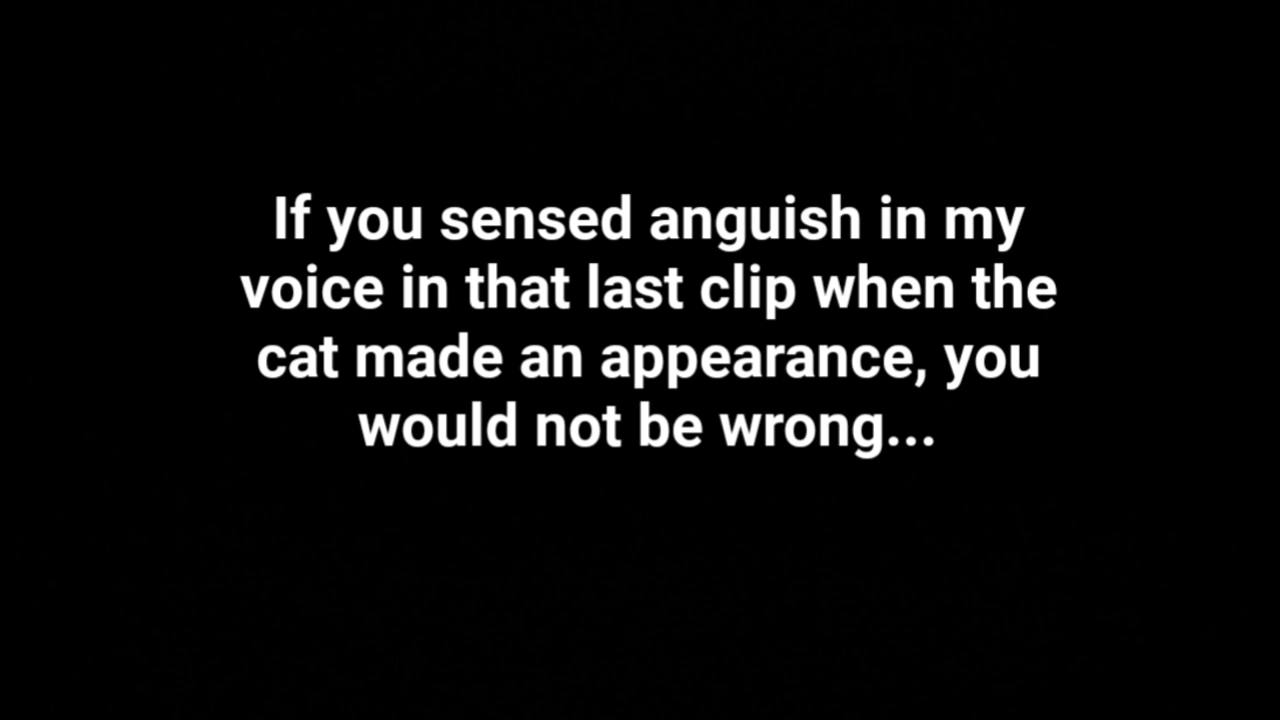 If you sensed anguish in my
voice in that last clip when the
cat made an appearance, you
would not be wrong...